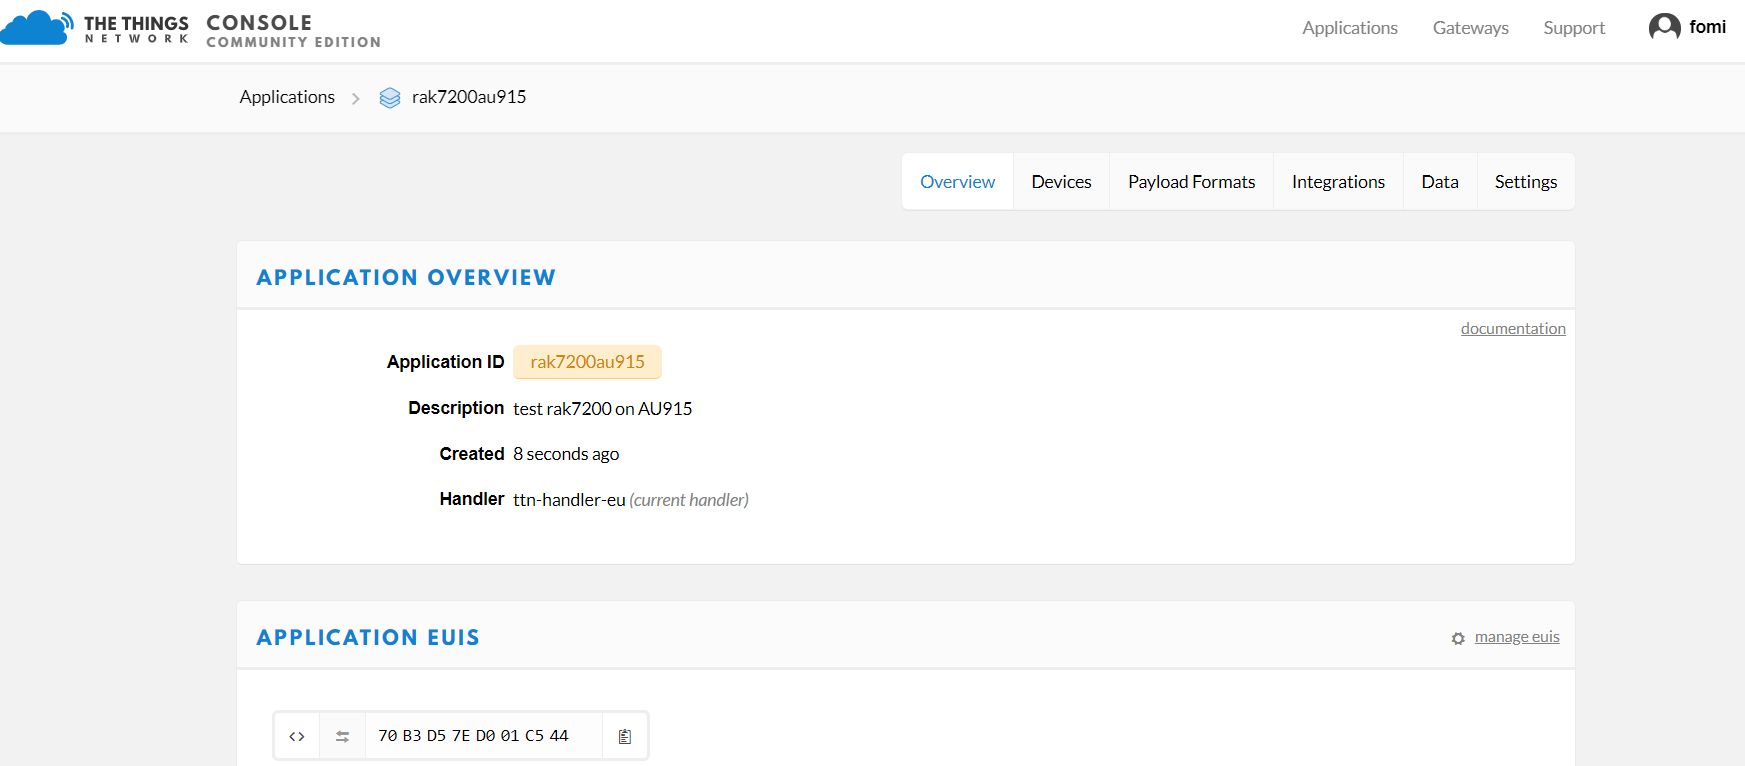 THE THINGS NETWORK CONSOLE COMMUNITY EDITION
Applications Gateways Support fomi
Applications > rak7200au915
Overview Devices Payload Formats Integrations Data Settings
APPLICATION OVERVIEW
documentation
Application ID rak7200au915
Description test rak7200 on AU915
Created 8 seconds ago
Handler ttn-handler-eu (current handler)
APPLICATION EUIS
manage euis
<> 70 B3 D5 7E D0 01 C5 44